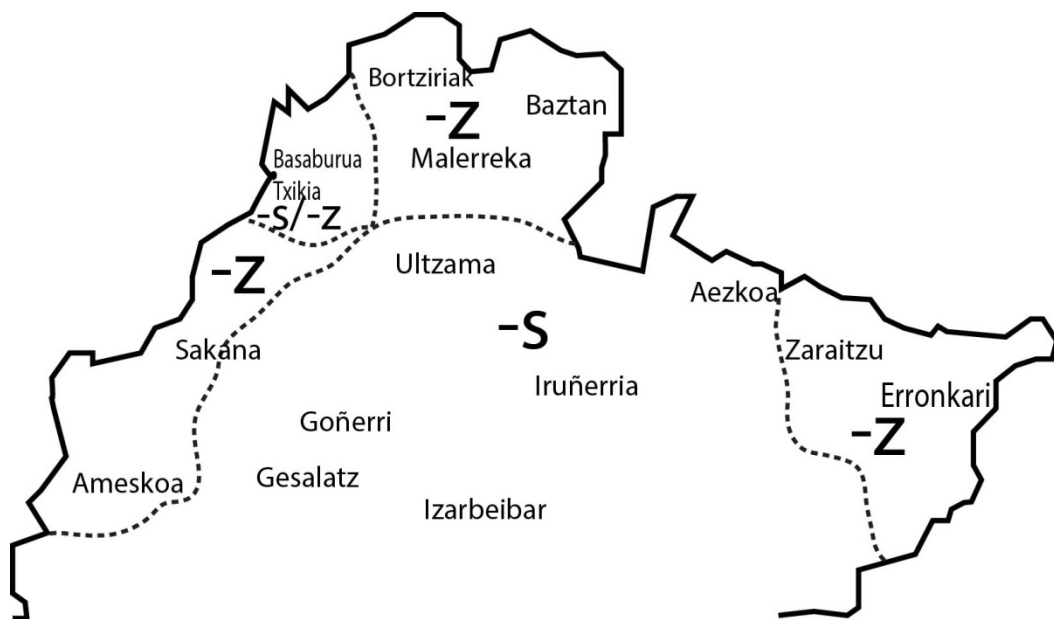 Bortziriak
Baztan
-z
Malerreka
Basaburua
Txikia
-s/-z
-z
Ultzama
Aezkoa
-s
Sakana
Zaraitzu
Iruñerria
Erronkari
Goñerri
-z
Ameskoa
Gesalatz
Izarbeibar